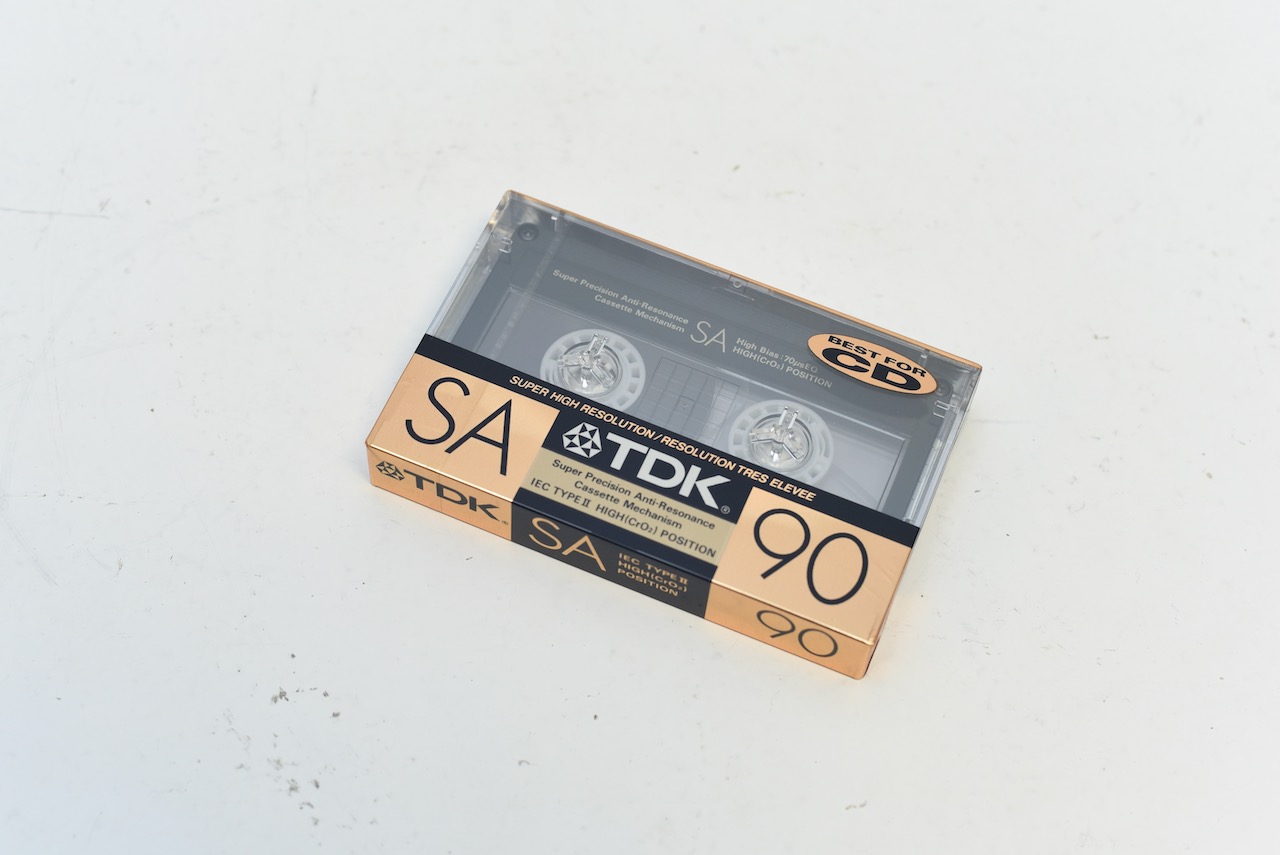 Super Precision Anti-Resonance
Cassette Mechanism
SA
High Bias:70μsEQ
HIGH(CrO₂) POSITION
BEST FOR
CD
SUPER HIGH RESOLUTION/RESOLUTION TRES ELEVEE
SA
TDK®
Super Precision Anti-Resonance
Cassette Mechanism
IEC TYPE II HIGH(CrO₂) POSITION
90
TDK®
SA
IEC TYPE II
HIGH(CrO₂)
POSITION
90